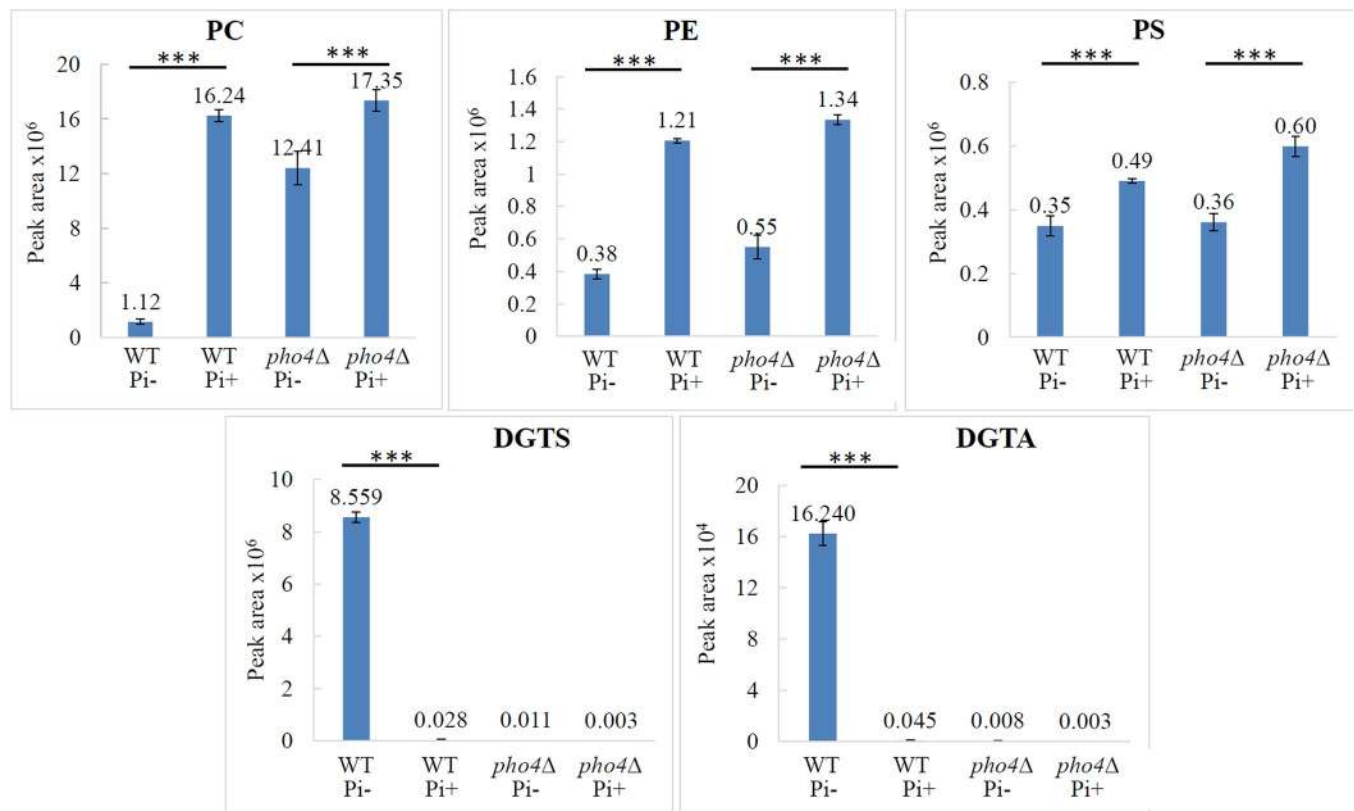 PC
Peak area x10⁶
20
16
12
8
4
0
***
***
1.12
16.24
12.41
17.35
WT Pi-
WT Pi+
pho4Δ Pi-
pho4Δ Pi+
PE
Peak area x10⁶
1.6
1.4
1.2
1
0.8
0.6
0.4
0.2
0
***
***
0.38
1.21
0.55
1.34
WT Pi-
WT Pi+
pho4Δ Pi-
pho4Δ Pi+
PS
Peak area x10⁶
0.8
0.6
0.4
0.2
0
***
***
0.35
0.49
0.36
0.60
WT Pi-
WT Pi+
pho4Δ Pi-
pho4Δ Pi+
DGTS
Peak area x10⁶
10
8
6
4
2
0
***
8.559
0.028
0.011
0.003
WT Pi-
WT Pi+
pho4Δ Pi-
pho4Δ Pi+
DGTA
Peak area x10⁴
20
16
12
8
4
0
***
16.240
0.045
0.008
0.003
WT Pi-
WT Pi+
pho4Δ Pi-
pho4Δ Pi+